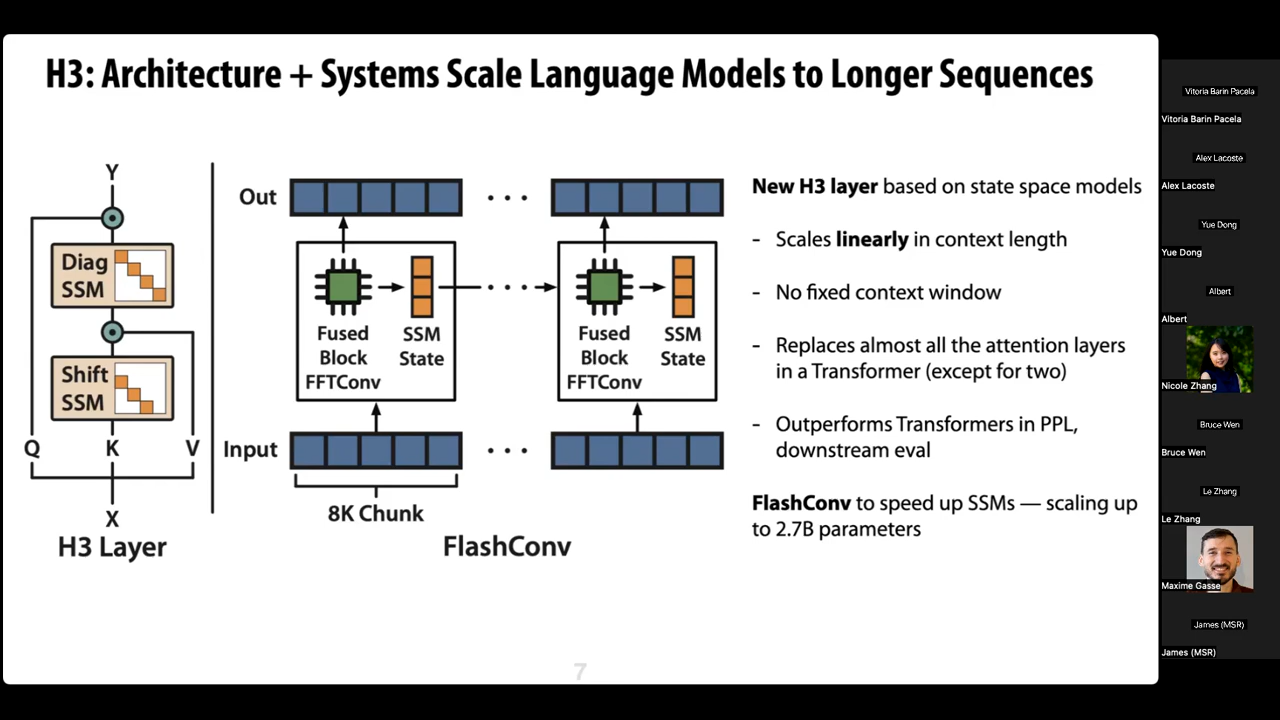 H3: Architecture + Systems Scale Language Models to Longer Sequences
Y
Diag
SSM
Shift
SSM
Q
K
V
X
H3 Layer
Out
Fused
Block
FFTConv
SSM
State
Fused
Block
FFTConv
SSM
State
Input
8K Chunk
FlashConv
New H3 layer based on state space models
- Scales linearly in context length
- No fixed context window
- Replaces almost all the attention layers
in a Transformer (except for two)
- Outperforms Transformers in PPL,
downstream eval
FlashConv to speed up SSMs — scaling up
to 2.7B parameters
7
Vitoria Barin Pacela
Vitoria Barin Pacela
Alex Lacoste
Alex Lacoste
Yue Dong
Yue Dong
Albert
Albert
Nicole Zhang
Bruce Wen
Bruce Wen
Le Zhang
Le Zhang
Maxime Gasse
James (MSR)
James (MSR)